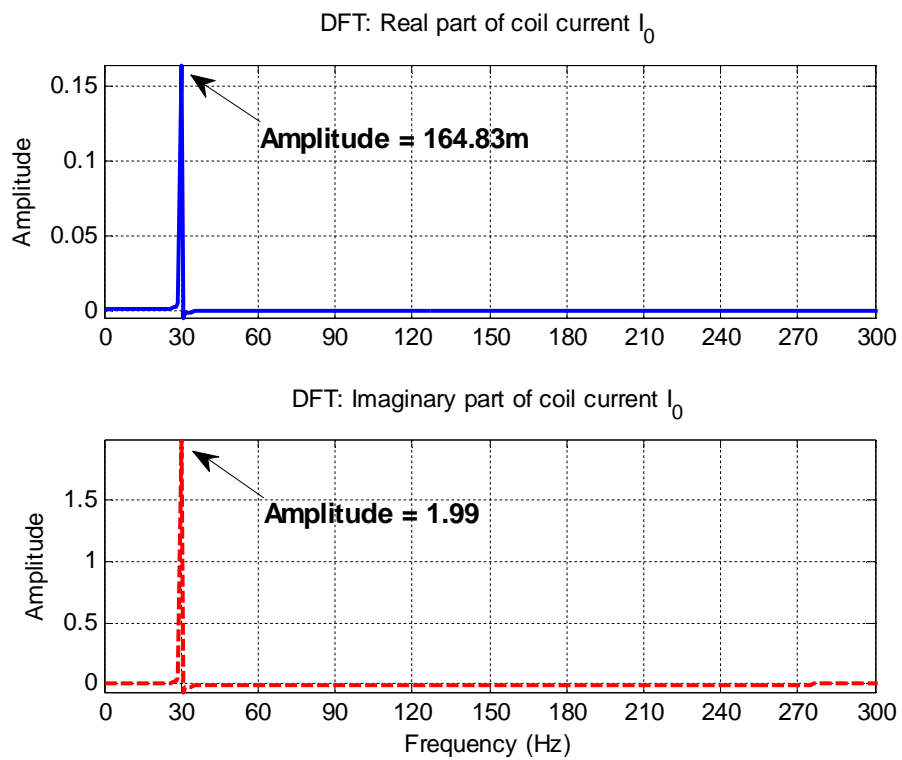 DFT: Real part of coil current I₀
Amplitude
0.15
0.1
0.05
0
Amplitude = 164.83m
0 30 60 90 120 150 180 210 240 270 300
DFT: Imaginary part of coil current I₀
Amplitude
1.5
1
0.5
0
Amplitude = 1.99
0 30 60 90 120 150 180 210 240 270 300
Frequency (Hz)